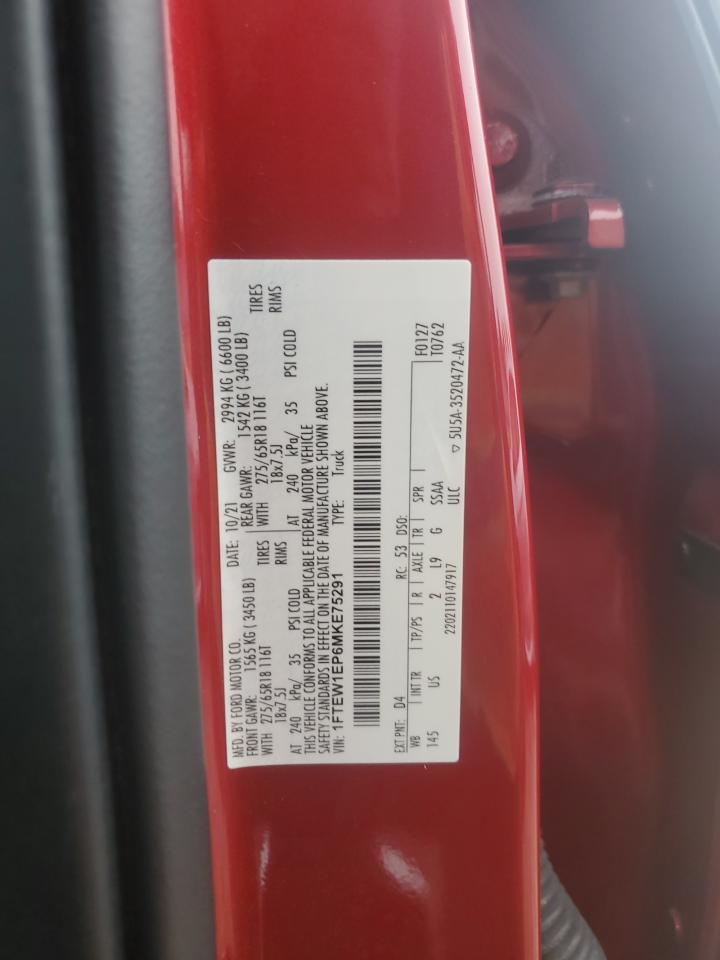 MFD. BY FORD MOTOR CO. DATE: 10/21 GVWR: 2994 KG ( 6600 LB)
FRONT GAWR: 1565 KG (3450 LB) REAR GAWR: 1542 KG ( 3400 LB)
WITH 275/65R18 116T TIRES WITH 275/65R18 116T TIRES
18x7.5J RIMS 18x7.5J RIMS
AT 240 kPa/ 35 PSI COLD AT 240 kPa/ 35 PSI COLD
THIS VEHICLE CONFORMS TO ALL APPLICABLE FEDERAL MOTOR VEHICLE
SAFETY STANDARDS IN EFFECT ON THE DATE OF MANUFACTURE SHOWN ABOVE.
VIN: 1FTEW1EP6MKE75291 TYPE: Truck
EXT PNT: D4 RC: 53 DSO: F0127
WB INT TR TP/PS R AXLE TR SPR T0762
145 US 2 L9 G SSAA
2202110147917 ULC 5U5A-3520472-AA